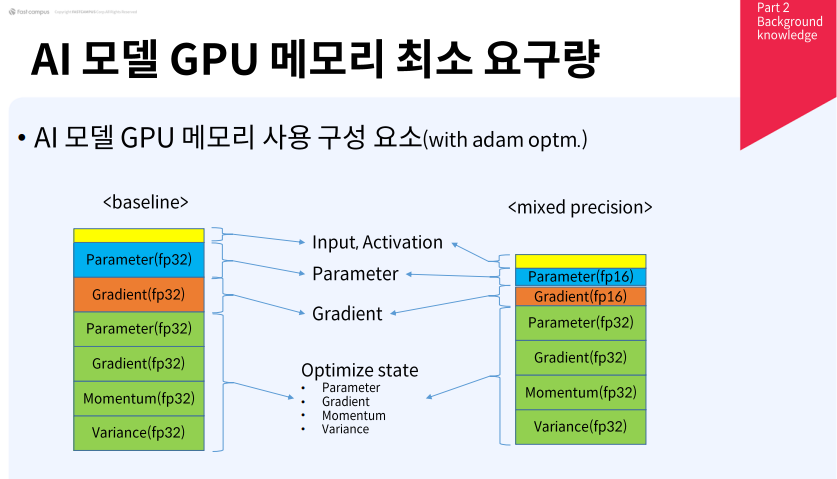 Fastcampus Copyright FASTCAMPUS Corp. All Rights Reserved
Part 2
Background
knowledge
AI 모델 GPU 메모리 최소 요구량
• AI 모델 GPU 메모리 사용 구성 요소(with adam optm.)
<baseline>
<mixed precision>
Input, Activation
Parameter(fp32)
Parameter
Parameter(fp16)
Gradient(fp32)
Gradient
Gradient(fp16)
Parameter(fp32)
Parameter(fp32)
Gradient(fp32)
Gradient(fp32)
Optimize state
• Parameter
• Gradient
• Momentum
• Variance
Momentum(fp32)
Momentum(fp32)
Variance(fp32)
Variance(fp32)